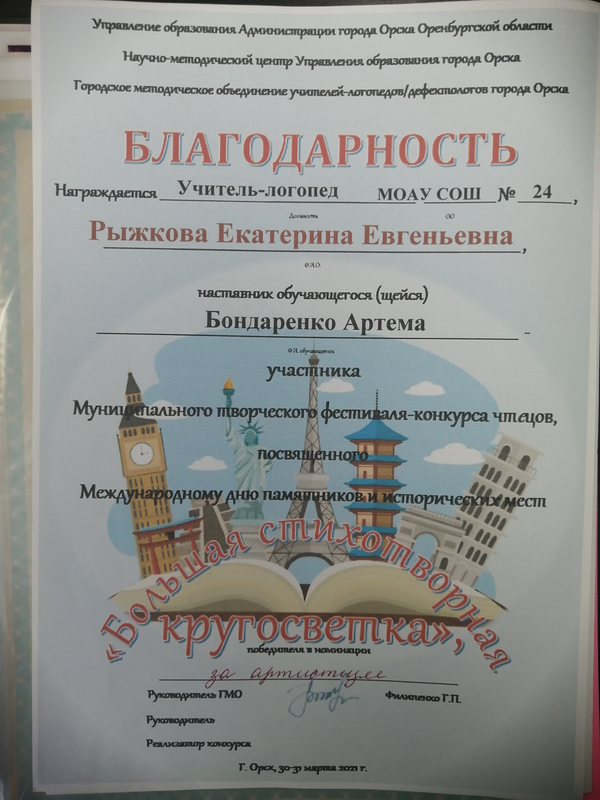 Управление образования Администрации города Орска Оренбургской области
Научно-методический центр Управления образования города Орска
Городское методическое объединение учителей-логопедов/дефектологов города Орска
БЛАГОДАРНОСТЬ
Награждается Учитель-логопед МОАУ СОШ № 24,
Должность ОО
Рыжкова Екатерина Евгеньевна,
Ф.И.О.
наставник обучающегося (щейся)
Бондаренко Артема
Ф.И. обучающегося
участника
Муниципального творческого фестиваля-конкурса чтецов,
посвященного
Международному дню памятников и исторических мест
«Большая стихотворная
кругосветка»,
победителя в номинации
за артистизм
Руководитель ГМО Филипенко Г.П.
Руководитель
Реализатор конкурса
Г. Орск, 30-31 марта 2021 г.